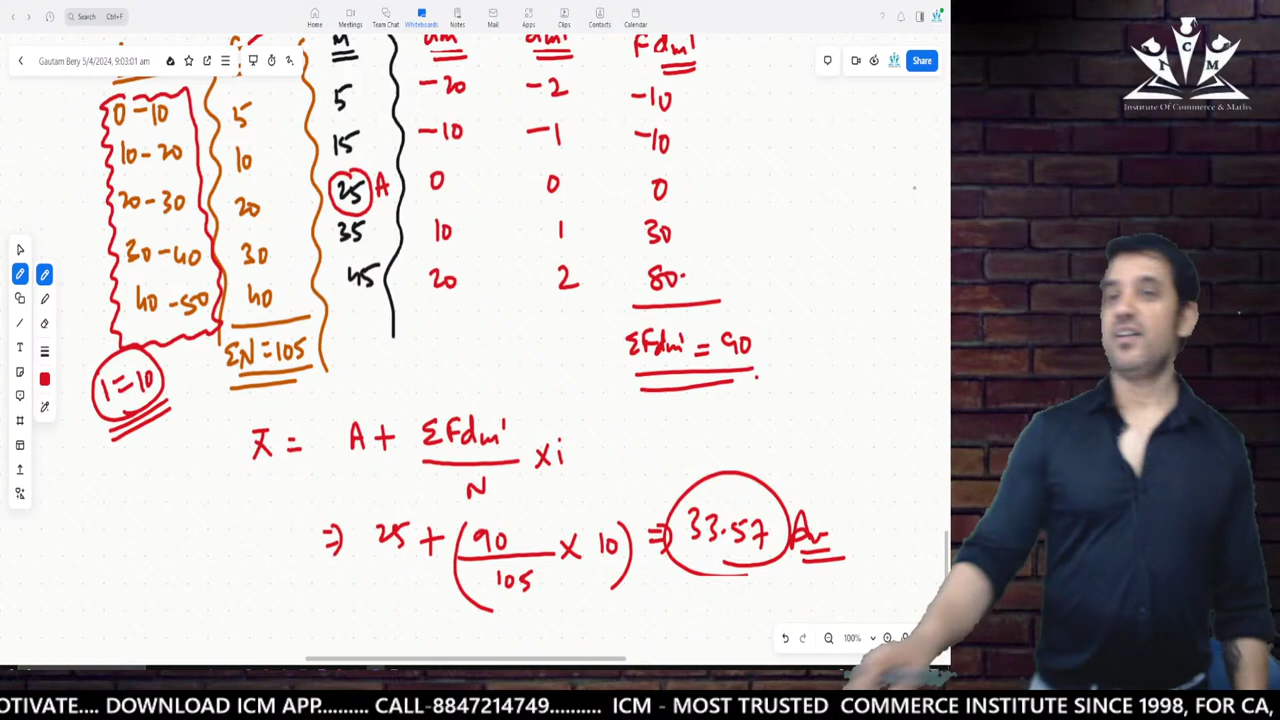 Search Ctrl+F
Home Meetings Team Chat Whiteboards Notes Mail Apps Clips Contacts Calendar
Gautam Bery 5/4/2024, 9:03:01 am
Share
ICM
Institute Of Commerce & Maths
M dm dm' Fdm'
0-10 5 5 -20 -2 -10
10-20 10 15 -10 -1 -10
20-30 20 25 A 0 0 0
30-40 30 35 10 1 30
40-50 40 45 20 2 80
ΣN = 105 ΣFdm' = 90
i = 10
X̄ = A + ΣFdm' / N × i
⇒ 25 + (90 / 105 × 10) ⇒ 33.57 Ans
100%
OTIVATE.... DOWNLOAD ICM APP......... CALL-8847214749.......... ICM - MOST TRUSTED COMMERCE INSTITUTE SINCE 1998, FOR CA,